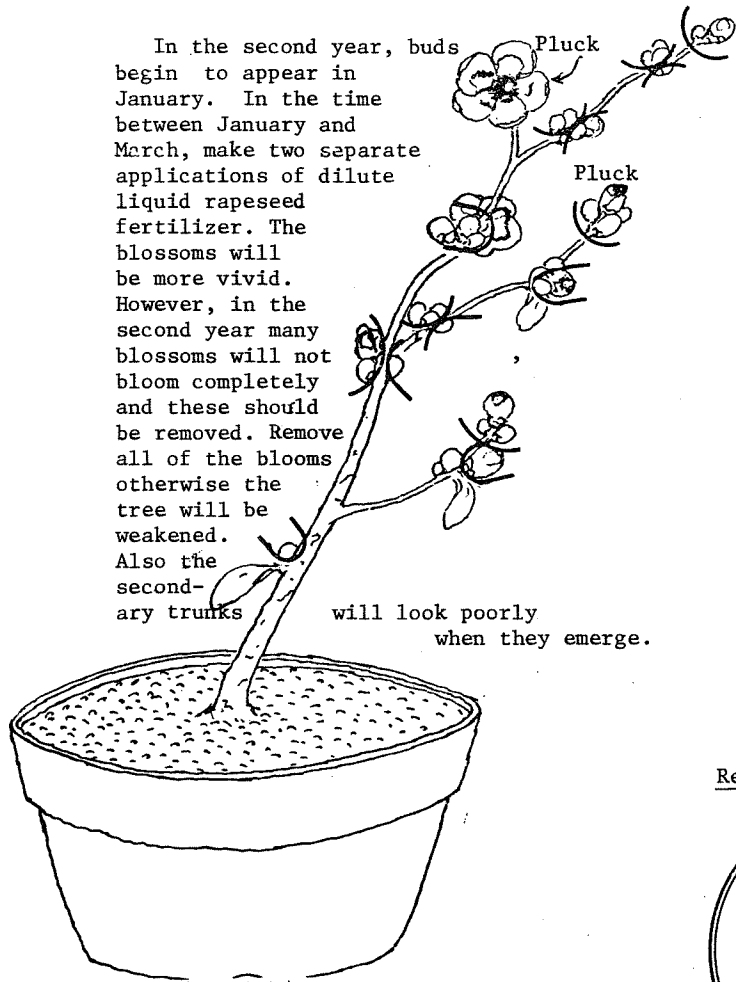 In the second year, buds
begin to appear in
January. In the time
between January and
March, make two separate
applications of dilute
liquid rapeseed
fertilizer. The
blossoms will
be more vivid.
However, in the
second year many
blossoms will not
bloom completely
and these should
be removed. Remove
all of the blooms
otherwise the
tree will be
weakened.
Also the
second-
ary trunks will look poorly
when they emerge.
Pluck
Pluck